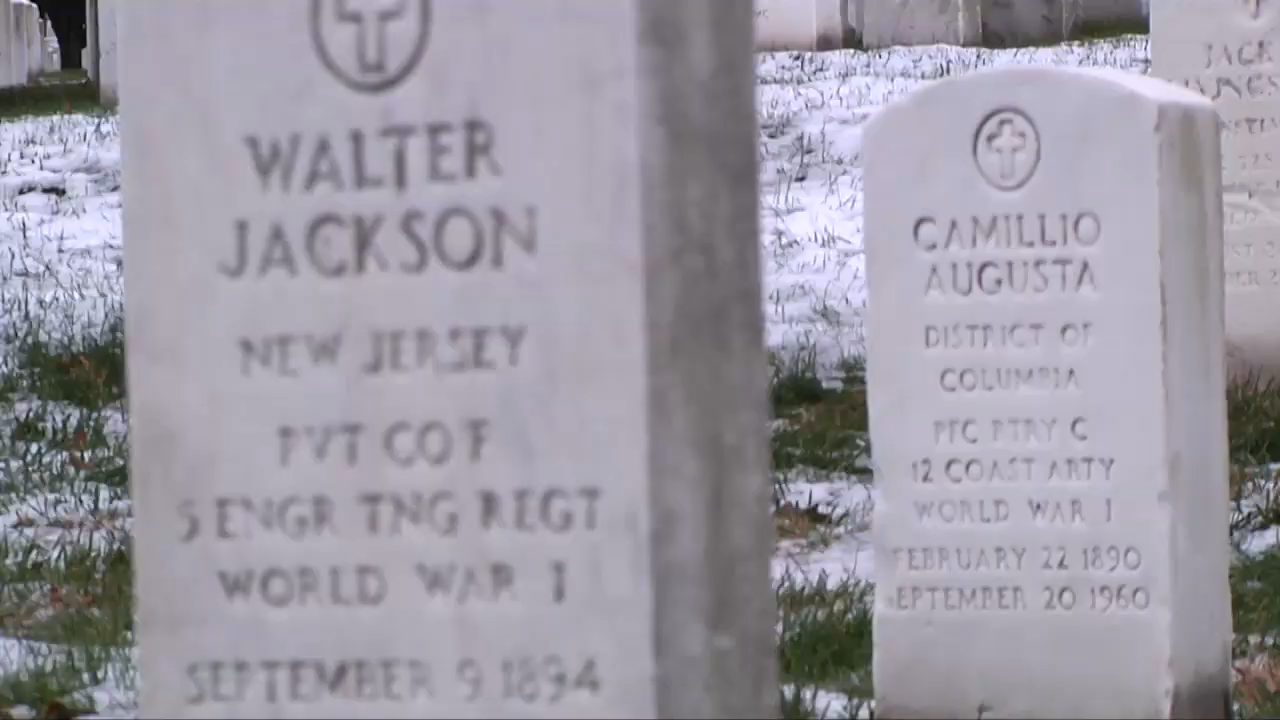 WALTER
JACKSON
NEW JERSEY
PVT CO F
5 ENGR TNG REGT
WORLD WAR I
SEPTEMBER 9 1894
CAMILLIO
AUGUSTA
DISTRICT OF
COLUMBIA
PFC BTRY C
12 COAST ARTY
WORLD WAR I
FEBRUARY 22 1890
SEPTEMBER 20 1960
JACK